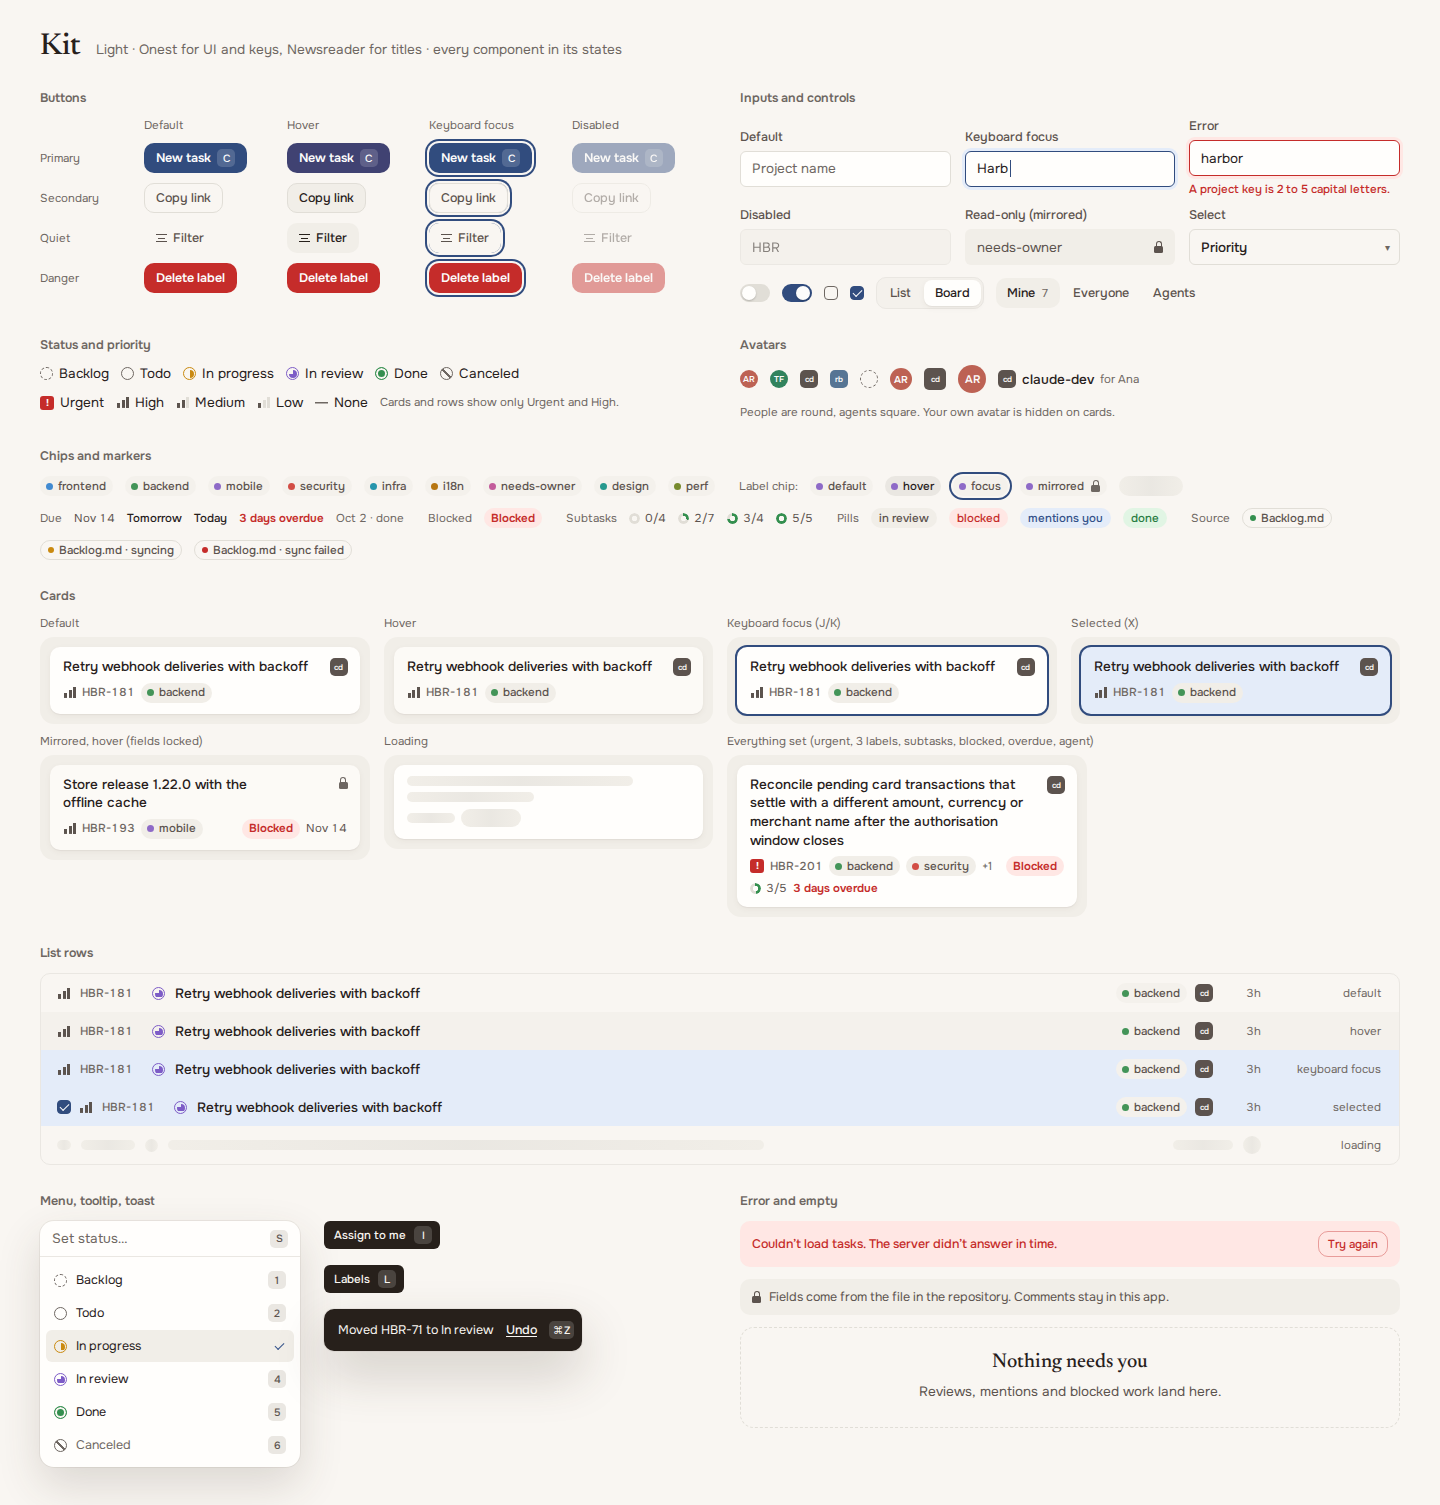 Kit Light · Onest for UI and keys, Newsreader for titles · every component in its states
Buttons
Default Hover Keyboard focus Disabled
Primary New task C New task C New task C New task C
Secondary Copy link Copy link Copy link Copy link
Quiet Filter Filter Filter Filter
Danger Delete label Delete label Delete label Delete label
Inputs and controls
Default Keyboard focus Error
Project name Harb harbor
A project key is 2 to 5 capital letters.
Disabled Read-only (mirrored) Select
HBR needs-owner Priority
List Board Mine 7 Everyone Agents
Status and priority
Backlog Todo In progress In review Done Canceled
! Urgent High Medium Low None Cards and rows show only Urgent and High.
Avatars
AR TF cd rb AR cd AR cd claude-dev for Ana
People are round, agents square. Your own avatar is hidden on cards.
Chips and markers
frontend backend mobile security infra i18n needs-owner design perf Label chip: default hover focus mirrored
Due Nov 14 Tomorrow Today 3 days overdue Oct 2 · done Blocked Blocked Subtasks 0/4 2/7 3/4 5/5 Pills in review blocked mentions you done Source Backlog.md
Backlog.md · syncing Backlog.md · sync failed
Cards
Default Hover Keyboard focus (J/K) Selected (X)
Retry webhook deliveries with backoff cd
HBR-181 backend
Retry webhook deliveries with backoff cd
HBR-181 backend
Retry webhook deliveries with backoff cd
HBR-181 backend
Retry webhook deliveries with backoff cd
HBR-181 backend
Mirrored, hover (fields locked) Loading Everything set (urgent, 3 labels, subtasks, blocked, overdue, agent)
Store release 1.22.0 with the
offline cache
HBR-193 mobile Blocked Nov 14
Reconcile pending card transactions that cd
settle with a different amount, currency or
merchant name after the authorisation
window closes
! HBR-201 backend security +1 Blocked
3/5 3 days overdue
List rows
HBR-181 Retry webhook deliveries with backoff backend cd 3h default
HBR-181 Retry webhook deliveries with backoff backend cd 3h hover
HBR-181 Retry webhook deliveries with backoff backend cd 3h keyboard focus
HBR-181 Retry webhook deliveries with backoff backend cd 3h selected
loading
Menu, tooltip, toast
Set status... S
Backlog 1
Todo 2
In progress
In review 4
Done 5
Canceled 6
Assign to me I
Labels L
Moved HBR-71 to In review Undo ⌘Z
Error and empty
Couldn't load tasks. The server didn't answer in time. Try again
Fields come from the file in the repository. Comments stay in this app.
Nothing needs you
Reviews, mentions and blocked work land here.